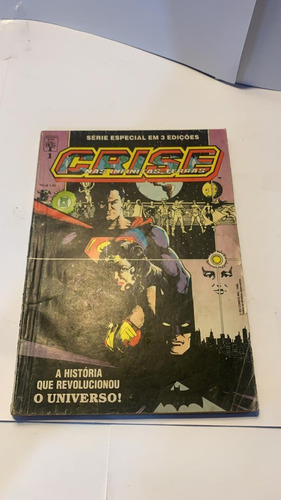 SÉRIE ESPECIAL EM 3 EDIÇÕES
1
CRISE
NAS INFINITAS TERRAS
A HISTÓRIA
QUE REVOLUCIONOU
O UNIVERSO!